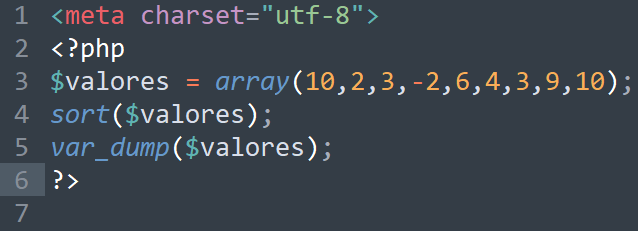 1 <meta charset="utf-8">
2 <?php
3 $valores = array(10,2,3,-2,6,4,3,9,10);
4 sort($valores);
5 var_dump($valores);
6 ?>
7